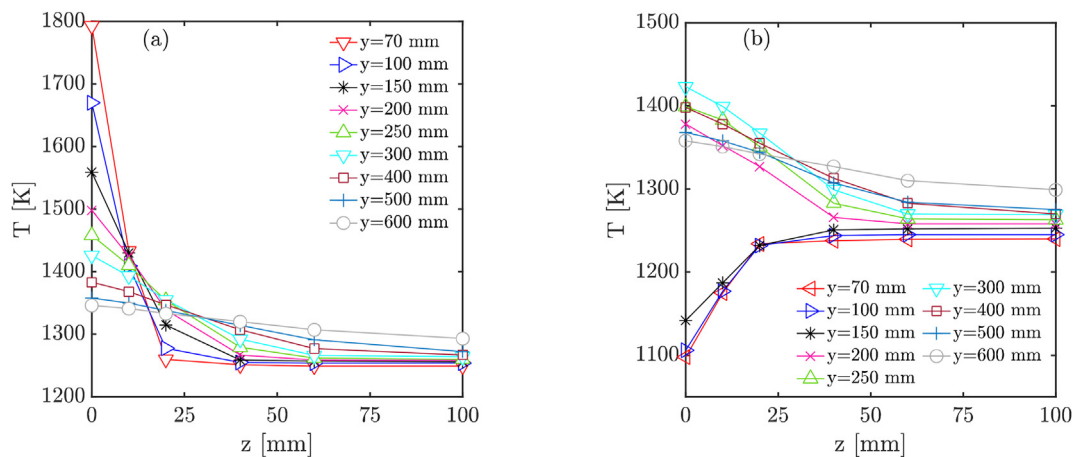 (a)
T [K]
1800
1700
1600
1500
1400
1300
1200
0 25 50 75 100
z [mm]
y=70 mm
y=100 mm
y=150 mm
y=200 mm
y=250 mm
y=300 mm
y=400 mm
y=500 mm
y=600 mm
(b)
T [K]
1500
1400
1300
1200
1100
0 25 50 75 100
z [mm]
y=70 mm y=300 mm
y=100 mm y=400 mm
y=150 mm y=500 mm
y=200 mm y=600 mm
y=250 mm